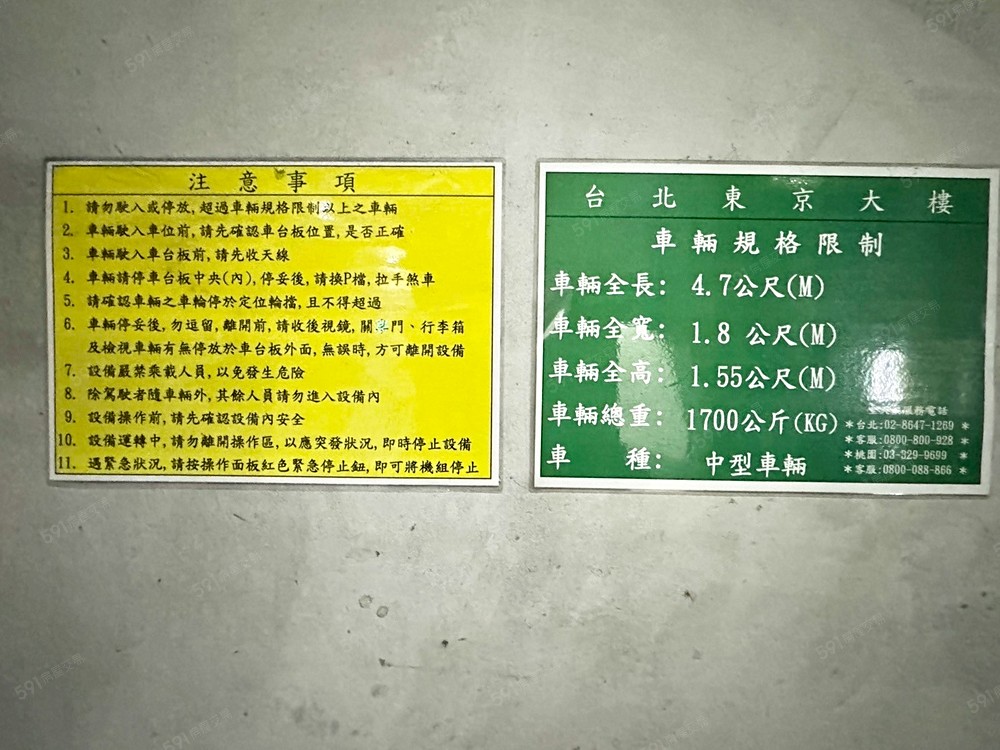 注意事項
1. 請勿駛入或停放,超過車輛規格限制以上之車輛
2. 車輛駛入車位前,請先確認車台板位置,是否正確
3. 車輛駛入車台板前,請先收天線
4. 車輛請停車台板中央(內),停妥後,請換P檔,拉手煞車
5. 請確認車輛之車輪停於定位輪擋,且不得超過
6. 車輛停妥後,勿逗留,離開前,請收後視鏡,關車門、行李箱
及檢視車輛有無停放於車台板外面,無誤時,方可離開設備
7. 設備嚴禁乘載人員,以免發生危險
8. 除駕駛者隨車輛外,其餘人員請勿進入設備內
9. 設備操作前,請先確認設備內安全
10. 設備運轉中,請勿離開操作區,以應突發狀況,即時停止設備
11. 遇緊急狀況,請按操作面板紅色緊急停止鈕,即可將機組停止
台北東京大樓
車輛規格限制
車輛全長: 4.7公尺(M)
車輛全寬: 1.8 公尺(M)
車輛全高: 1.55公尺(M)
車輛總重: 1700公斤(KG)
車種: 中型車輛
服務電話
*台北:02-8647-1269 *
*客服:0800-800-928 *
*桃園:03-329-9699 *
*客服:0800-088-866 *